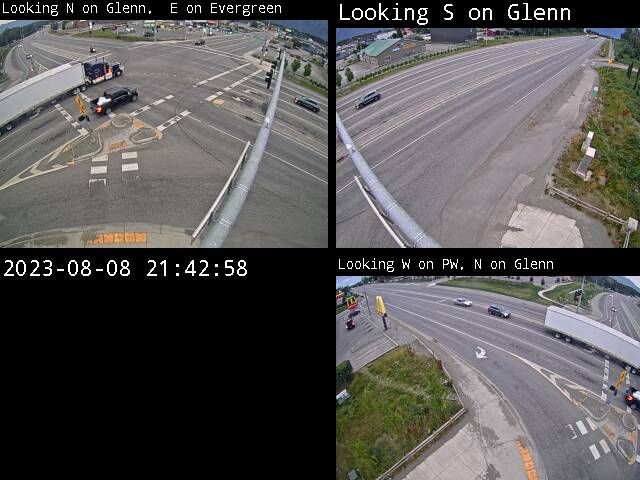 Looking N on Glenn,  E on Evergreen
Looking S on Glenn
2023-08-08 21:42:58
Looking W on PW, N on Glenn